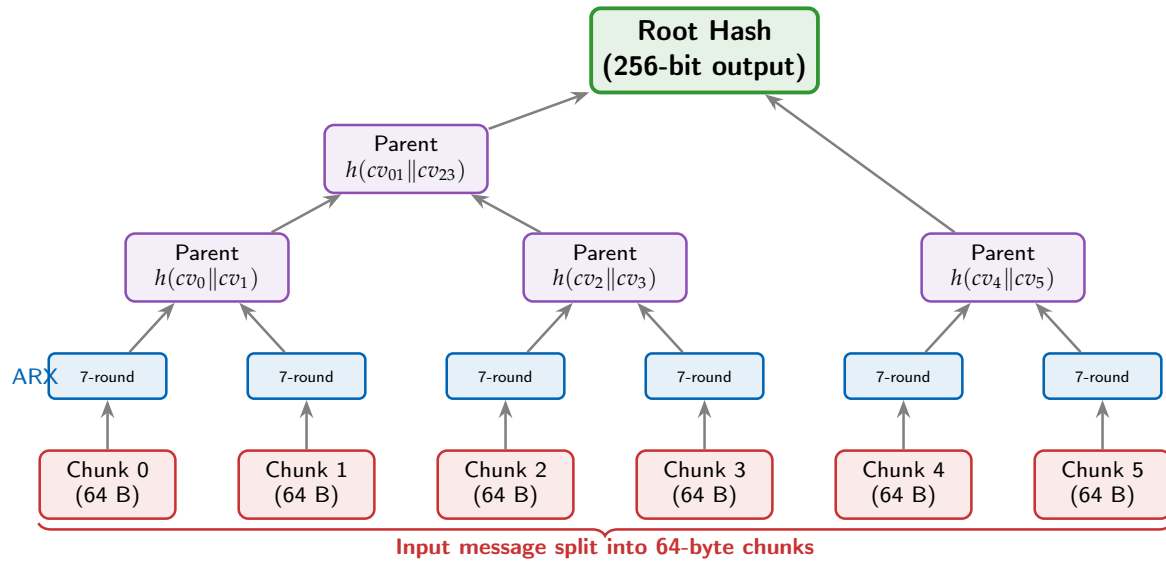 Root Hash
(256-bit output)
Parent
h(cv₀₁‖cv₂₃)
Parent
h(cv₀‖cv₁)
Parent
h(cv₂‖cv₃)
Parent
h(cv₄‖cv₅)
ARX
7-round
7-round
7-round
7-round
7-round
7-round
Chunk 0
(64 B)
Chunk 1
(64 B)
Chunk 2
(64 B)
Chunk 3
(64 B)
Chunk 4
(64 B)
Chunk 5
(64 B)
Input message split into 64-byte chunks